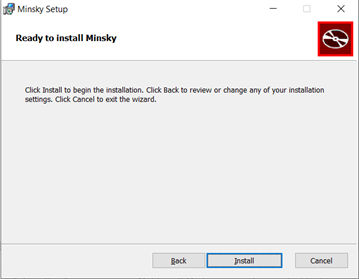 Minsky Setup
Ready to install Minsky
Click Install to begin the installation. Click Back to review or change any of your installation
settings. Click Cancel to exit the wizard.
Back Install Cancel